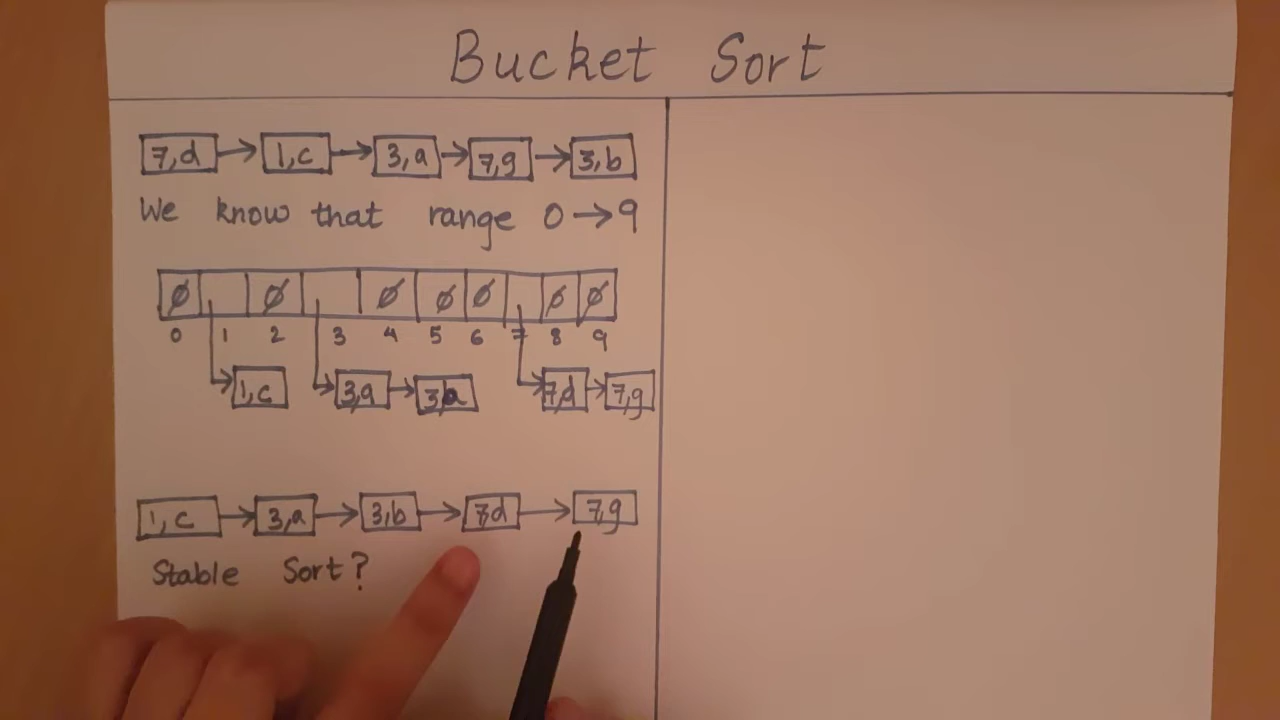 Bucket Sort
7,d → 1,c → 3,a → 7,g → 3,b
We know that range 0 → 9
∅ ∅ ∅ ∅ ∅ ∅ ∅
0 1 2 3 4 5 6 7 8 9
1,c 3,a → 3,b 7,d → 7,g
1,c → 3,a → 3,b → 7,d → 7,g
Stable Sort?